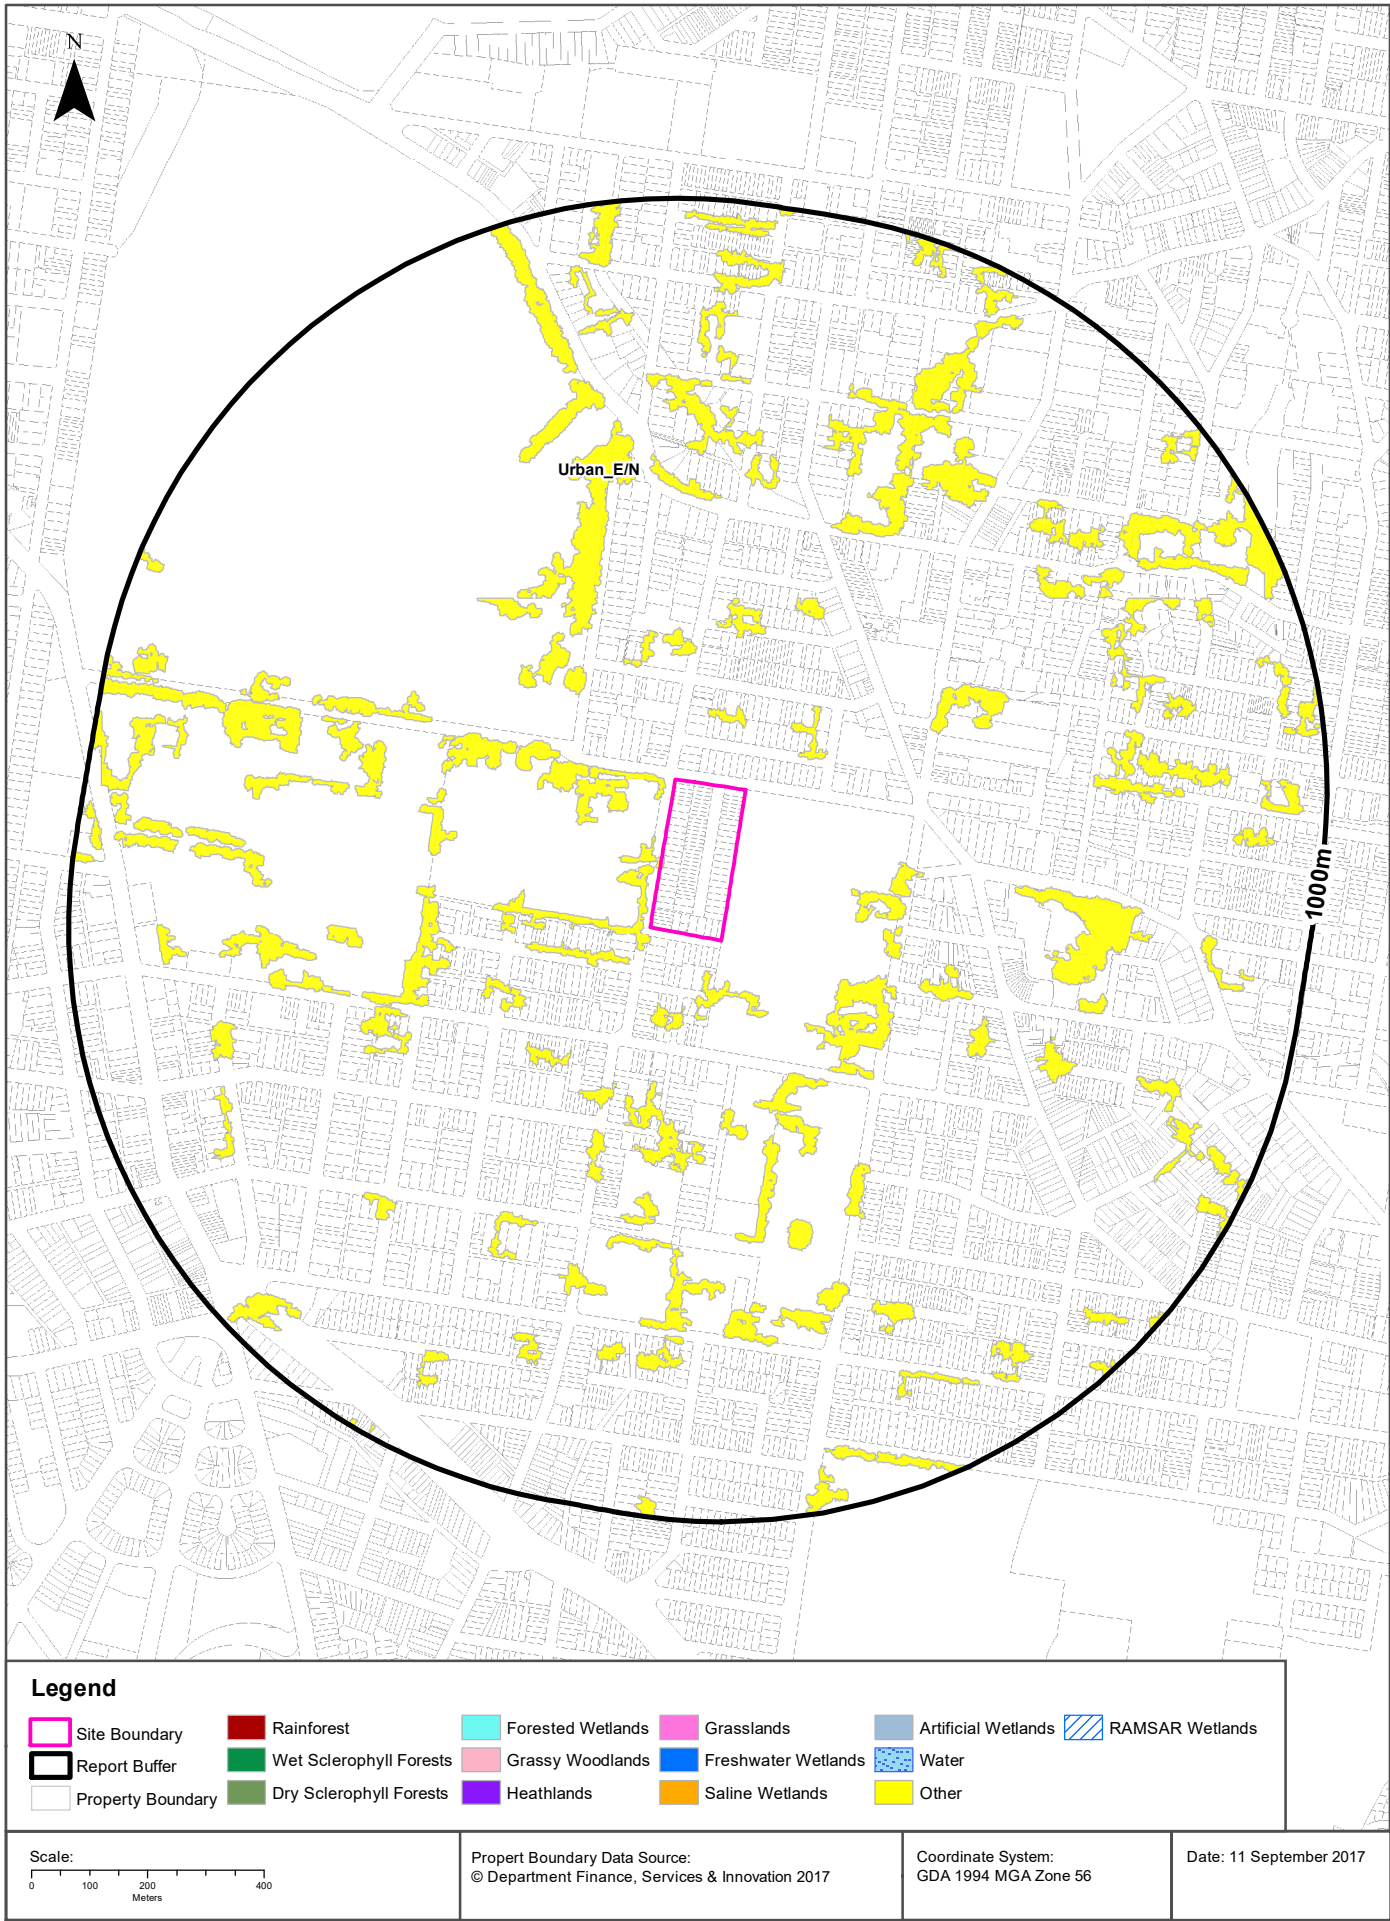 N
Urban_E/N
1000m
Legend
Site Boundary
Report Buffer
Property Boundary
Rainforest
Wet Sclerophyll Forests
Dry Sclerophyll Forests
Forested Wetlands
Grassy Woodlands
Heathlands
Grasslands
Freshwater Wetlands
Saline Wetlands
Artificial Wetlands
Water
Other
RAMSAR Wetlands
Scale:
0 100 200 400
Meters
Propert Boundary Data Source:
© Department Finance, Services & Innovation 2017
Coordinate System:
GDA 1994 MGA Zone 56
Date: 11 September 2017